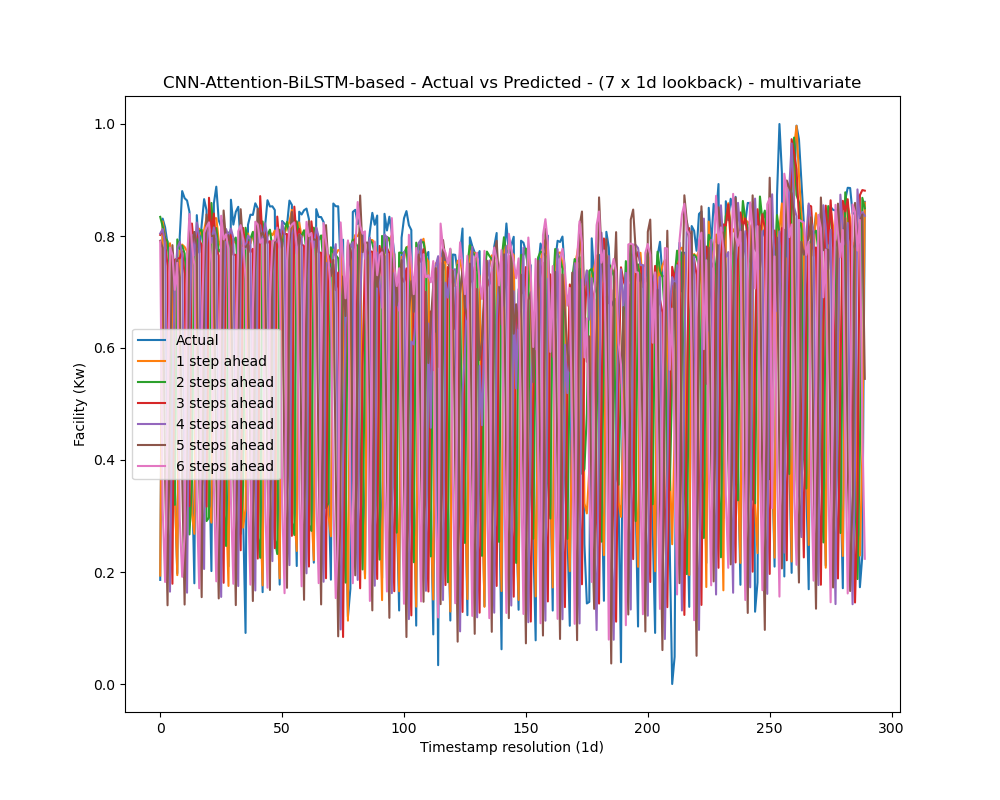 CNN-Attention-BiLSTM-based - Actual vs Predicted - (7 x 1d lookback) - multivariate
1.0
0.8
0.6
0.4
0.2
0.0
Facility (Kw)
Actual
1 step ahead
2 steps ahead
3 steps ahead
4 steps ahead
5 steps ahead
6 steps ahead
0 50 100 150 200 250 300
Timestamp resolution (1d)